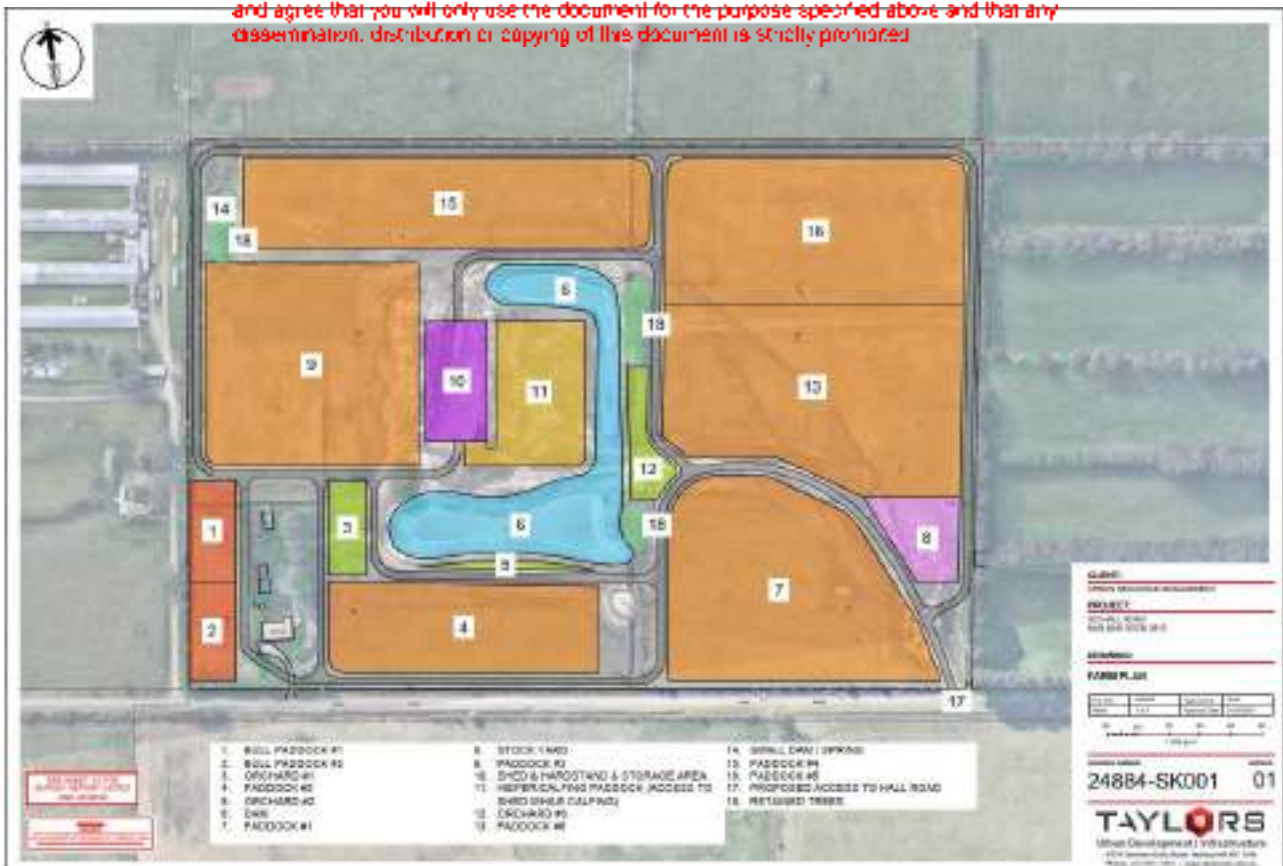 and agree that you will only use the document for the purpose specified above and that any
dissemination, distribution or copying of this document is strictly prohibited
15
16
14
18
6
18
9
10
11
13
12
1
3
6
18
8
5
7
2
4
17
1. BULL PADDOCK #1
2. BULL PADDOCK #2
3. ORCHARD #1
4. PADDOCK #2
5. ORCHARD #2
6. DAM
7. PADDOCK #1
8. STOCK YARD
9. PADDOCK #3
10. SHED & HARDSTAND & STORAGE AREA
11. HEIFER CALVING PADDOCK (ACCESS TO
SHED WHILE CALVING)
12. ORCHARD #3
13. PADDOCK #6
14. SMALL DAM / SPRING
15. PADDOCK #4
16. PADDOCK #5
17. PROPOSED ACCESS TO HALL ROAD
18. RETAINED TREES
CLIENT:
PROJECT:
DRAWING:
FARM PLAN
24884-SK001 01
TAYLORS
Urban Development | Infrastructure